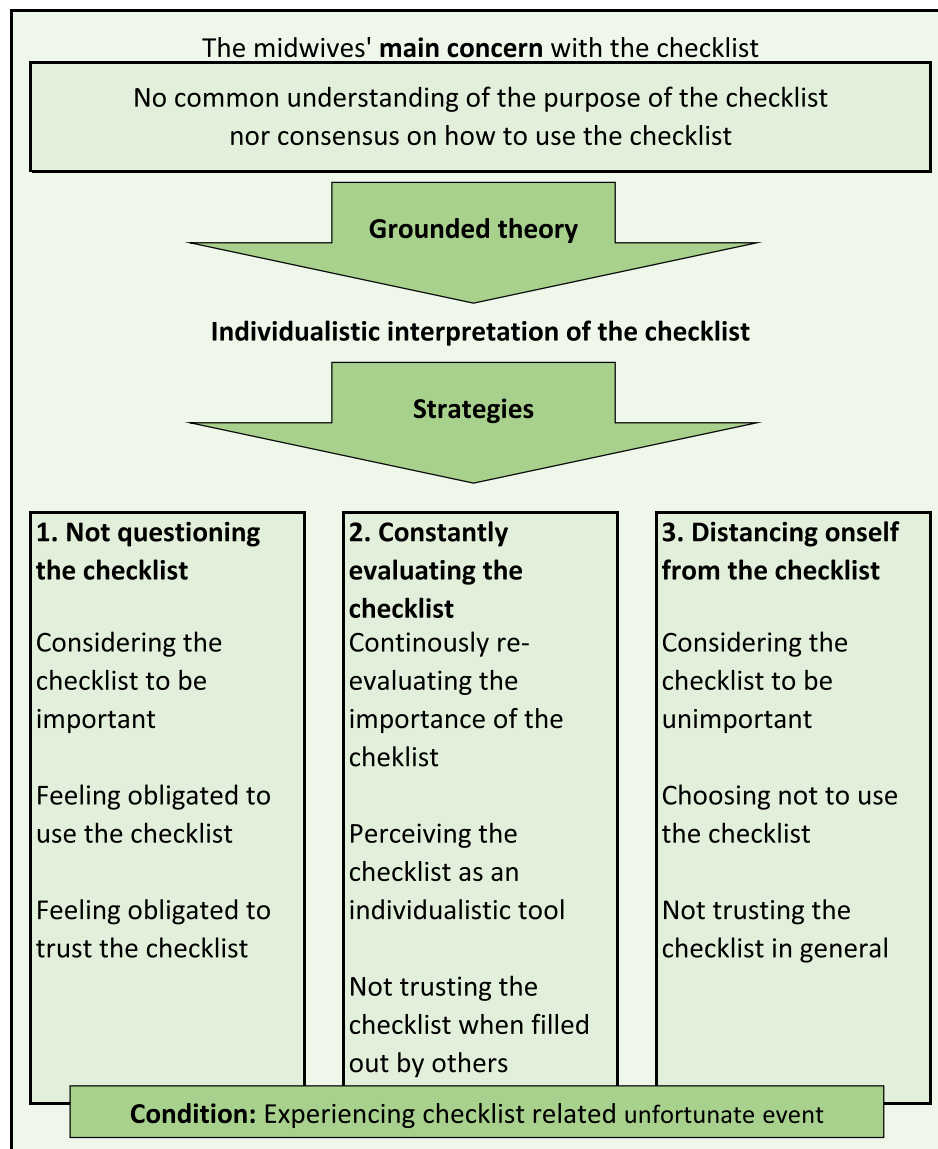 The midwives' main concern with the checklist
No common understanding of the purpose of the checklist
nor consensus on how to use the checklist
Grounded theory
Individualistic interpretation of the checklist
Strategies
1. Not questioning
the checklist
Considering the
checklist to be
important
Feeling obligated to
use the checklist
Feeling obligated to
trust the checklist
2. Constantly
evaluating the
checklist
Continously re-
evaluating the
importance of the
cheklist
Perceiving the
checklist as an
individualistic tool
Not trusting the
checklist when filled
out by others
3. Distancing onself
from the checklist
Considering the
checklist to be
unimportant
Choosing not to use
the checklist
Not trusting the
checklist in general
Condition: Experiencing checklist related unfortunate event